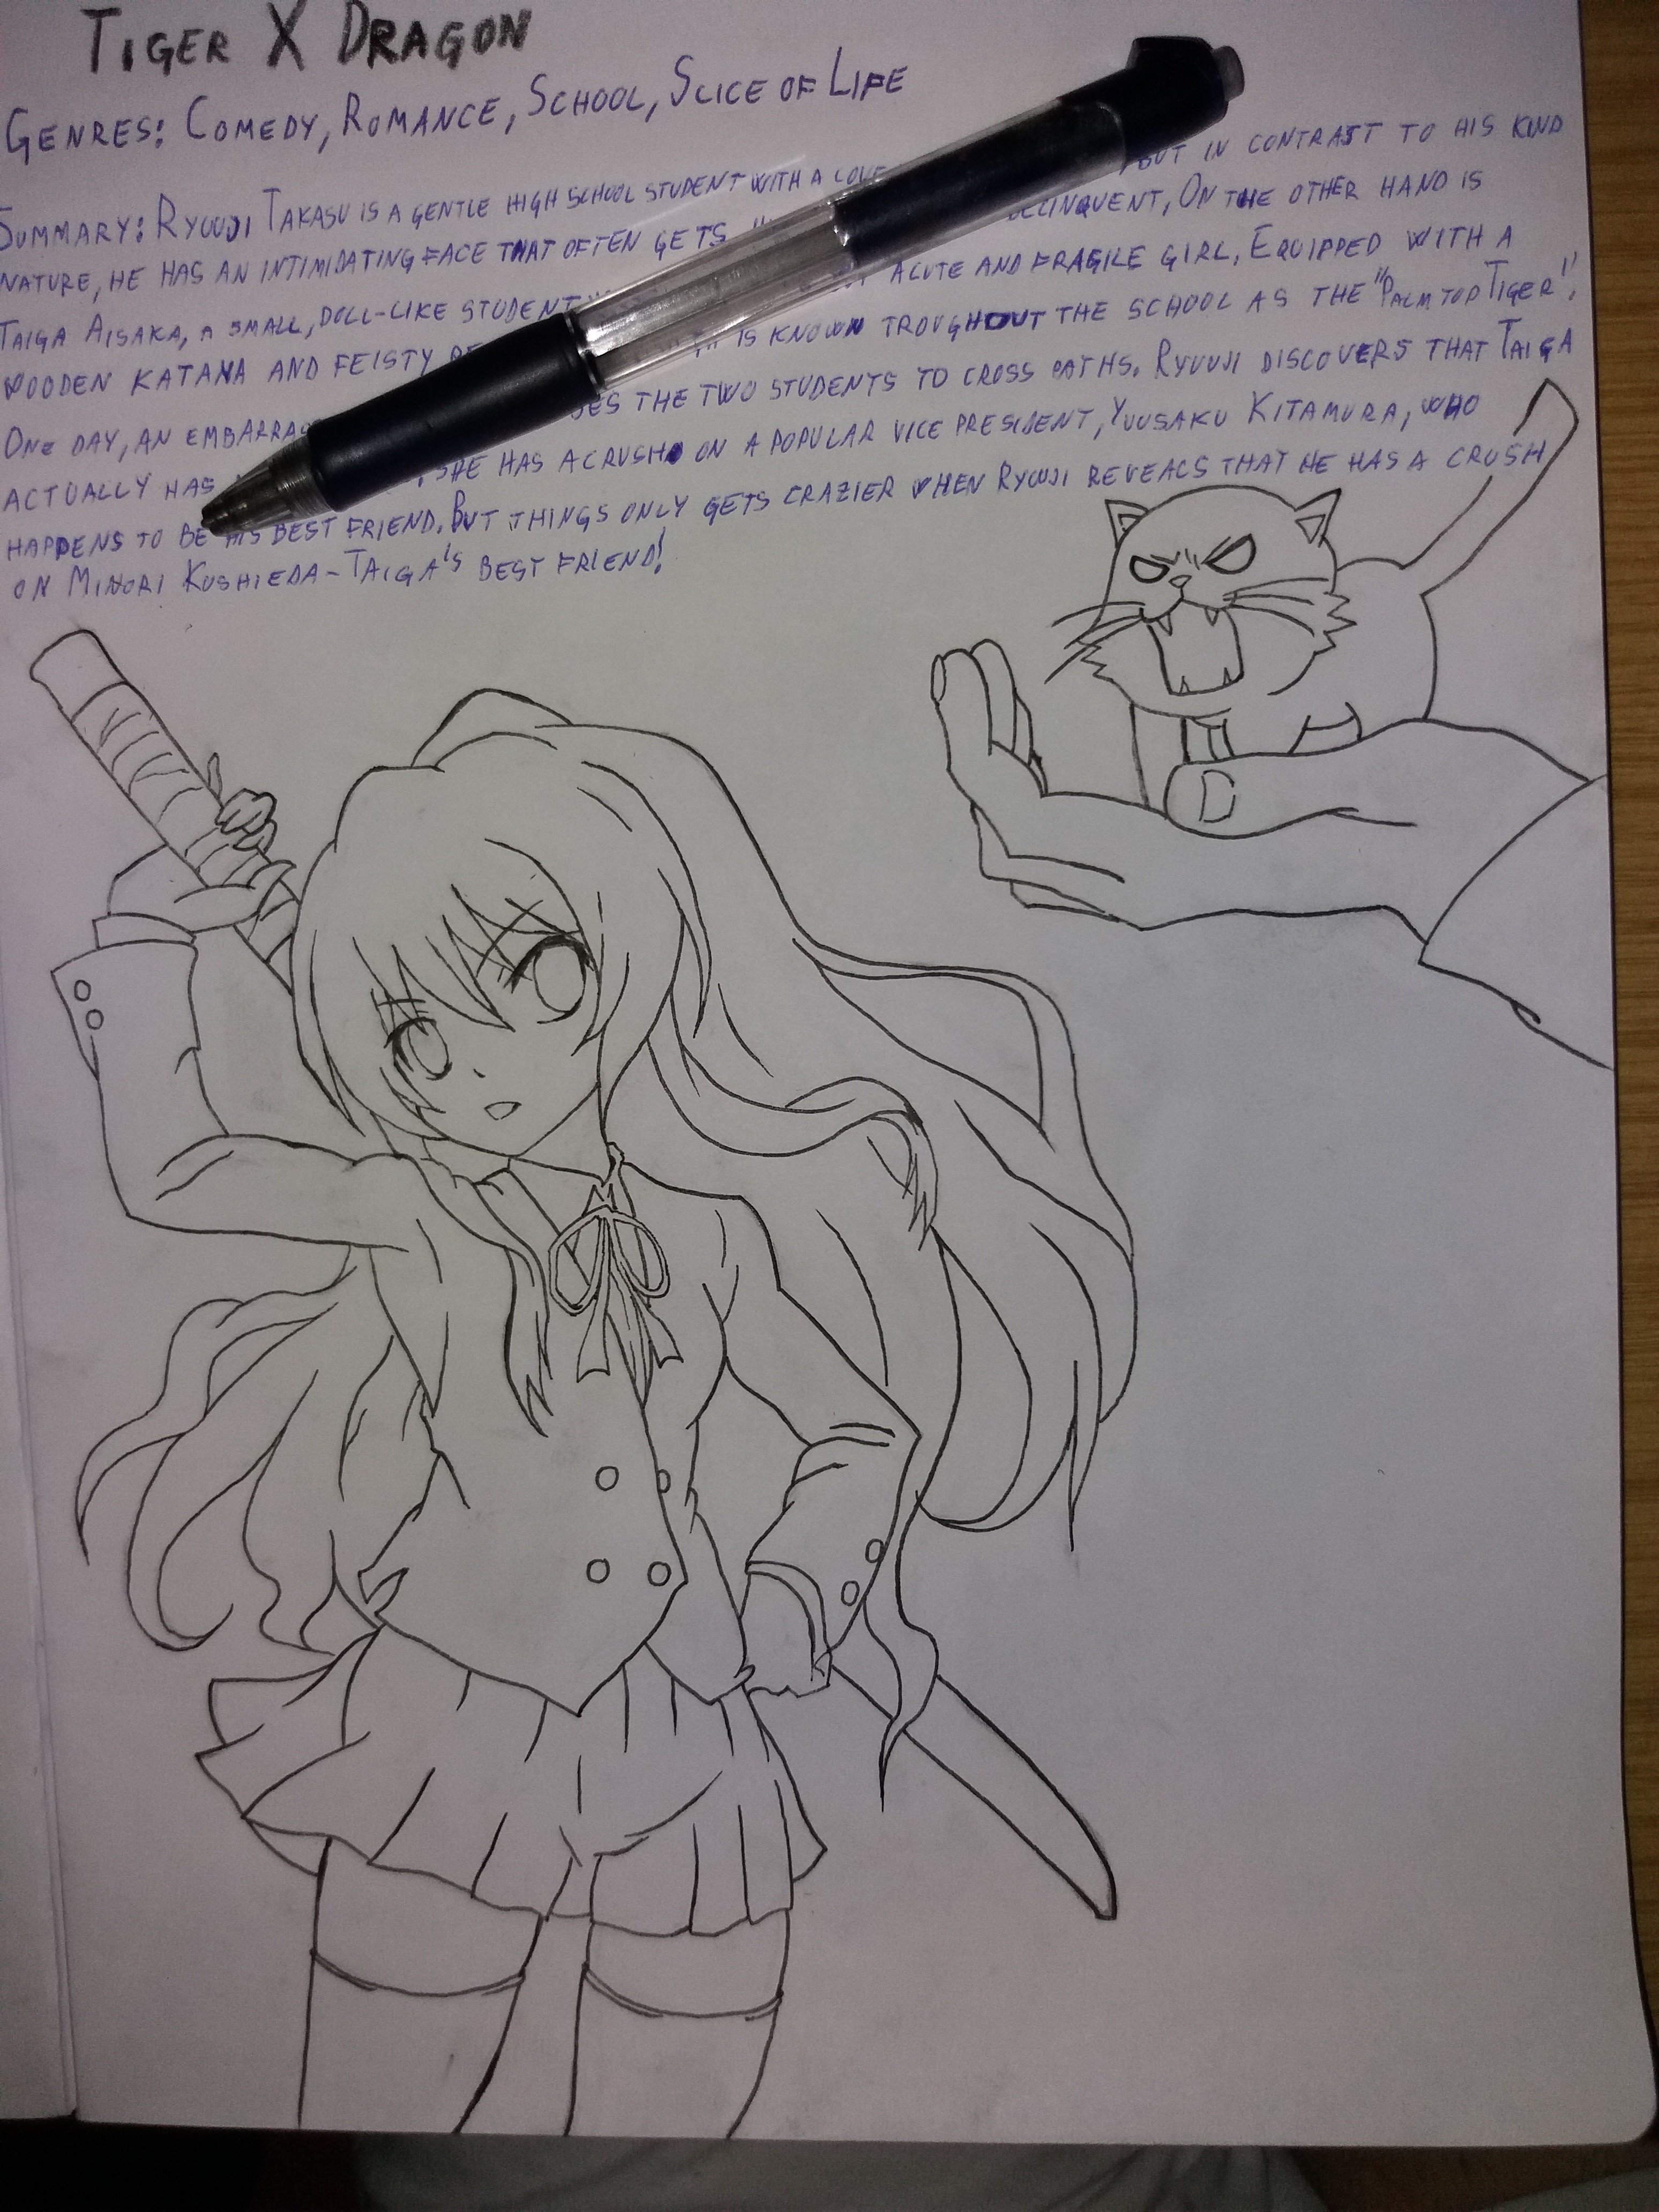 TIGER X DRAGON
GENRES: COMEDY, ROMANCE, SCHOOL, SLICE OF LIFE
SUMMARY: RYUUJI TAKASU IS A GENTLE HIGH SCHOOL STUDENT WITH A LOVE BUT IN CONTRAST TO HIS KIND
NATURE, HE HAS AN INTIMIDATING FACE THAT OFTEN GETS DELINQUENT, ON THE OTHER HAND IS
TAIGA AISAKA, A SMALL, DOLL-LIKE STUDENT A CUTE AND FRAGILE GIRL. EQUIPPED WITH A
WOODEN KATANA AND FEISTY IS KNOWN TROUGHOUT THE SCHOOL AS THE "PALM TOP TIGER".
ONE DAY, AN THE TWO STUDENTS TO CROSS PATHS. RYUUJI DISCOVERS THAT TAIGA
ACTUALLY HAS , SHE HAS A CRUSH ON A POPULAR VICE PRESIDENT, YUUSAKU KITAMURA, WHO
HAPPENS TO BE HIS BEST FRIEND. BUT THINGS ONLY GETS CRAZIER WHEN RYUUJI REVEALS THAT HE HAS A CRUSH
ON MINORI KUSHIEDA-TAIGA'S BEST FRIEND!